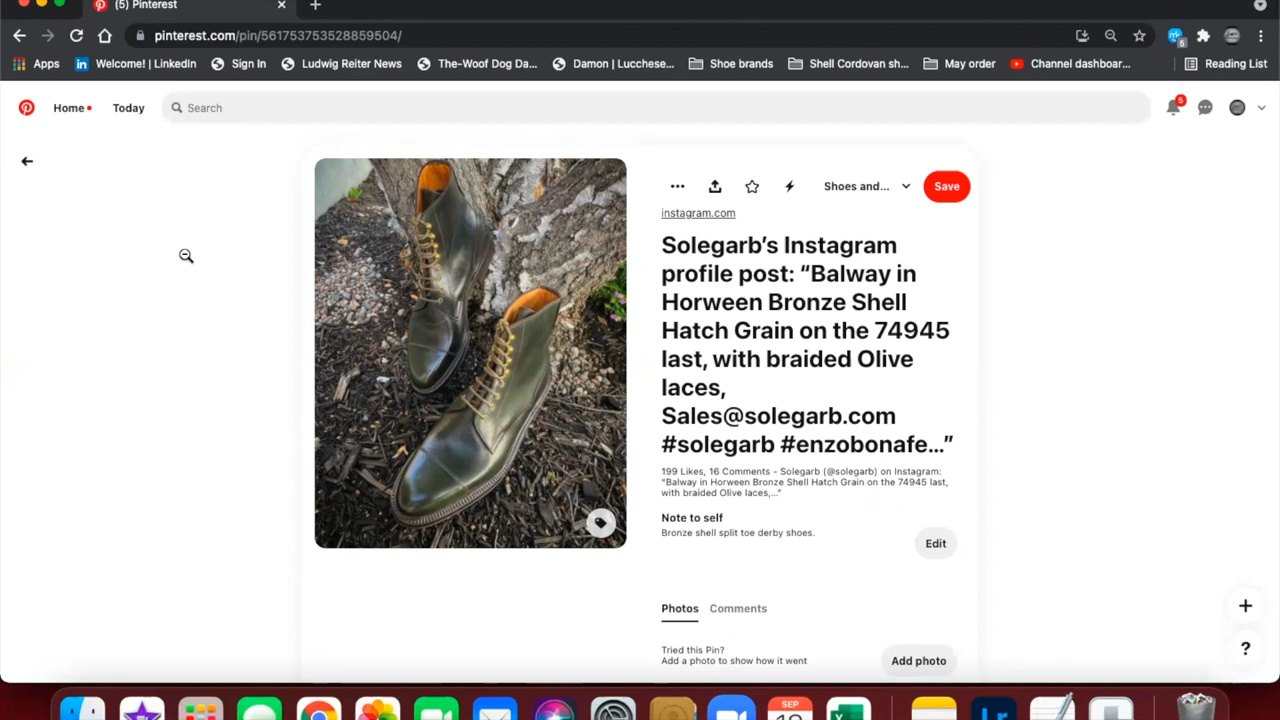 (5) Pinterest
pinterest.com/pin/561753753528859504/
5
Apps Welcome! | LinkedIn Sign In Ludwig Reiter News The-Woof Dog Da... Damon | Lucchese... Shoe brands Shell Cordovan sh... May order Channel dashboar... Reading List
Home Today Search 5
Shoes and... Save
instagram.com
Solegarb's Instagram
profile post: “Balway in
Horween Bronze Shell
Hatch Grain on the 74945
last, with braided Olive
laces,
Sales@solegarb.com
#solegarb #enzobonafe...”
199 Likes, 16 Comments - Solegarb (@solegarb) on Instagram:
“Balway in Horween Bronze Shell Hatch Grain on the 74945 last,
with braided Olive laces,...”
Note to self
Bronze shell split toe derby shoes.
Edit
Photos Comments
Tried this Pin?
Add a photo to show how it went
Add photo
?
SEP